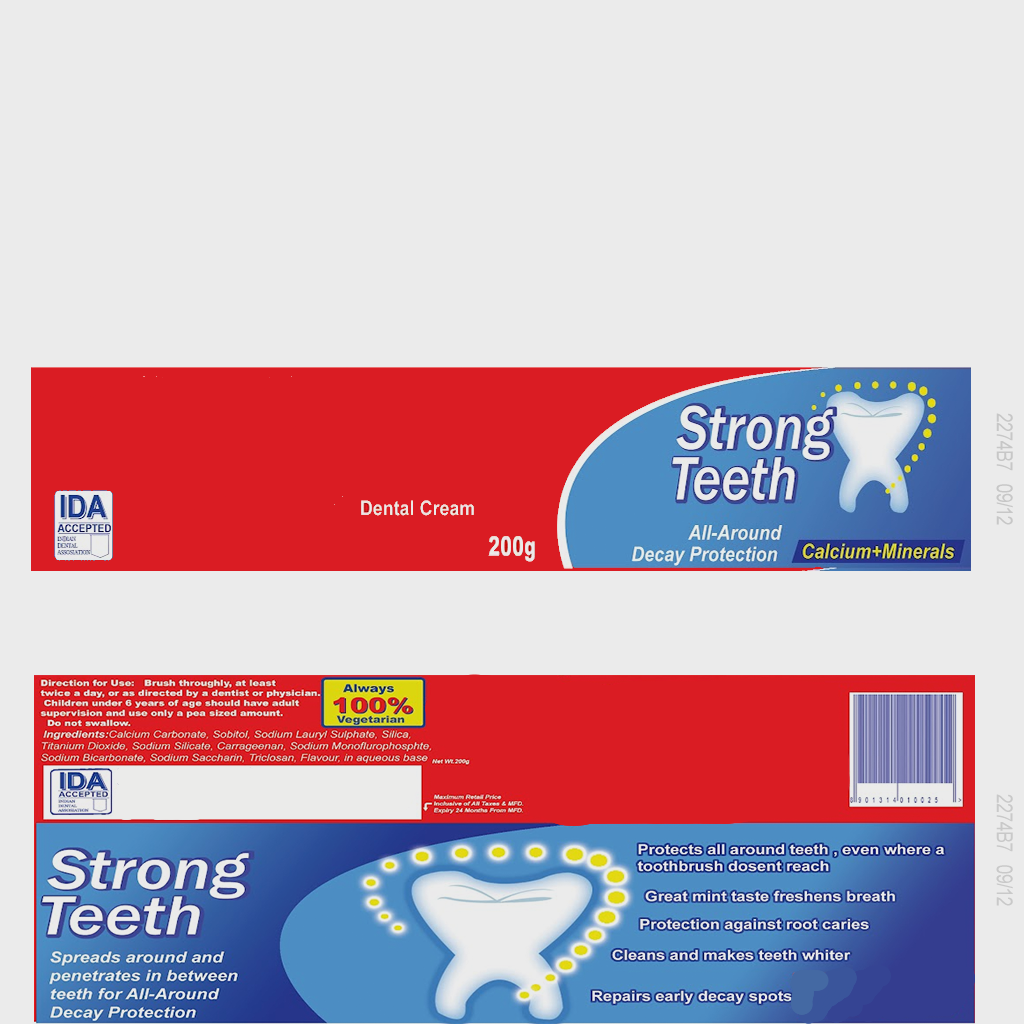 Strong
Teeth
All-Around
Decay Protection
Calcium+Minerals
Dental Cream
200g
IDA
ACCEPTED
INDIAN
DENTAL
ASSOSIATION
2274B7 09/12
Direction for Use: Brush throughly, at least
twice a day, or as directed by a dentist or physician.
Children under 6 years of age should have adult
supervision and use only a pea sized amount.
Do not swallow.
Ingredients:Calcium Carbonate, Sobitol, Sodium Lauryl Sulphate, Silica,
Titanium Dioxide, Sodium Silicate, Carrageenan, Sodium Monoflurophosphte,
Sodium Bicarbonate, Sodium Saccharin, Triclosan, Flavour, in aqueous base
Net Wt.200g
Always
100%
Vegetarian
IDA
ACCEPTED
INDIAN
DENTAL
ASSOSIATION
Maximum Retail Price
Inclusive of All Taxes & MFD.
Expiry 24 Months From MFD.
8 901314 010025 >
2274B7 09/12
Strong
Teeth
Spreads around and
penetrates in between
teeth for All-Around
Decay Protection
Protects all around teeth , even where a
toothbrush dosent reach
Great mint taste freshens breath
Protection against root caries
Cleans and makes teeth whiter
Repairs early decay spots